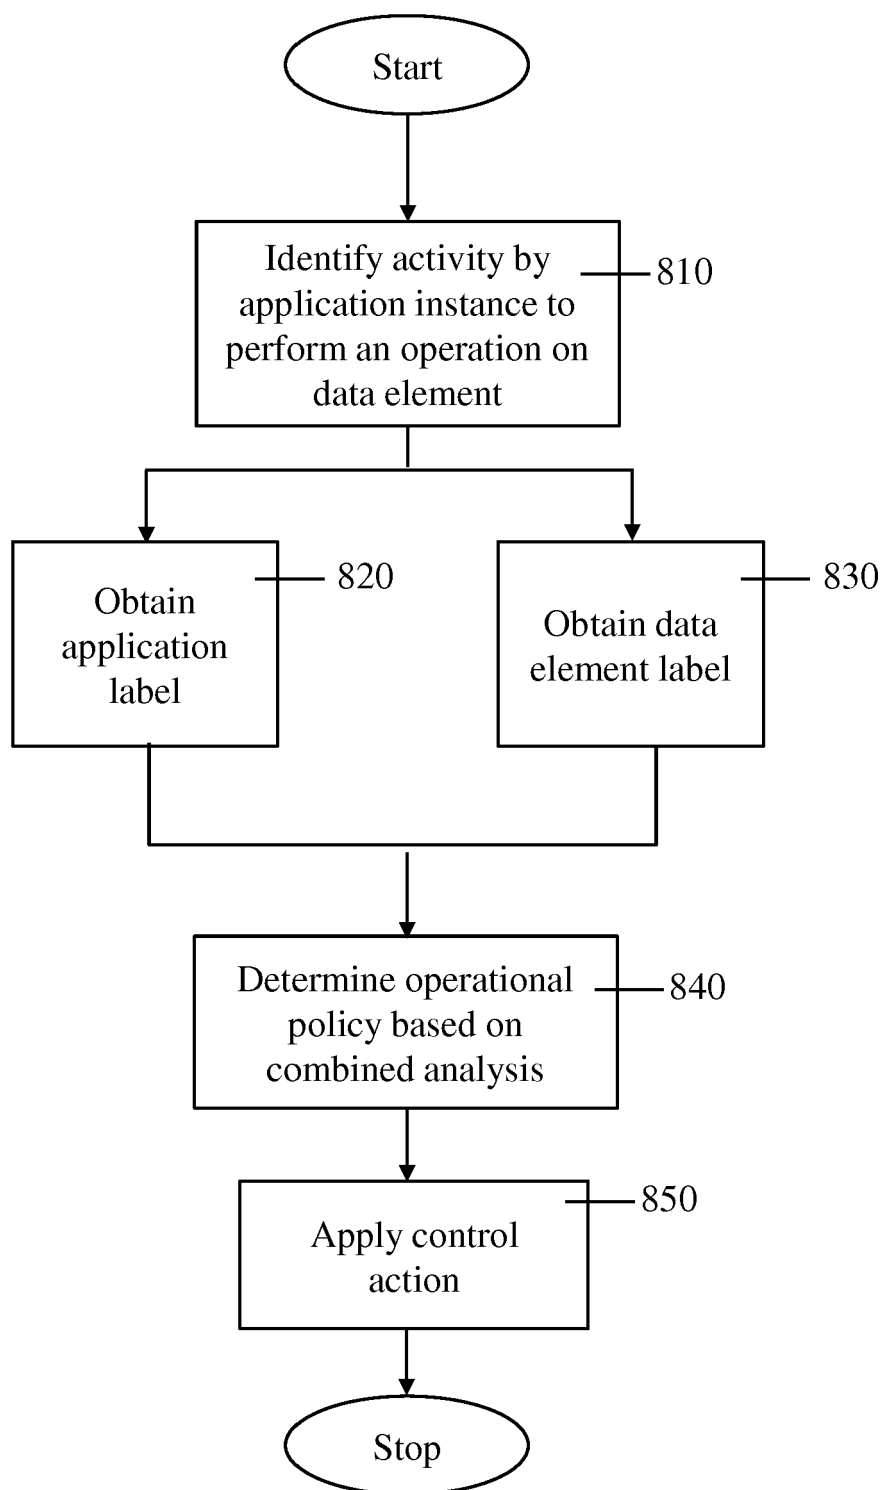 Start
Identify activity by
application instance to
perform an operation on
data element
810
Obtain
application
label
820
Obtain data
element label
830
Determine operational
policy based on
combined analysis
840
Apply control
action
850
Stop